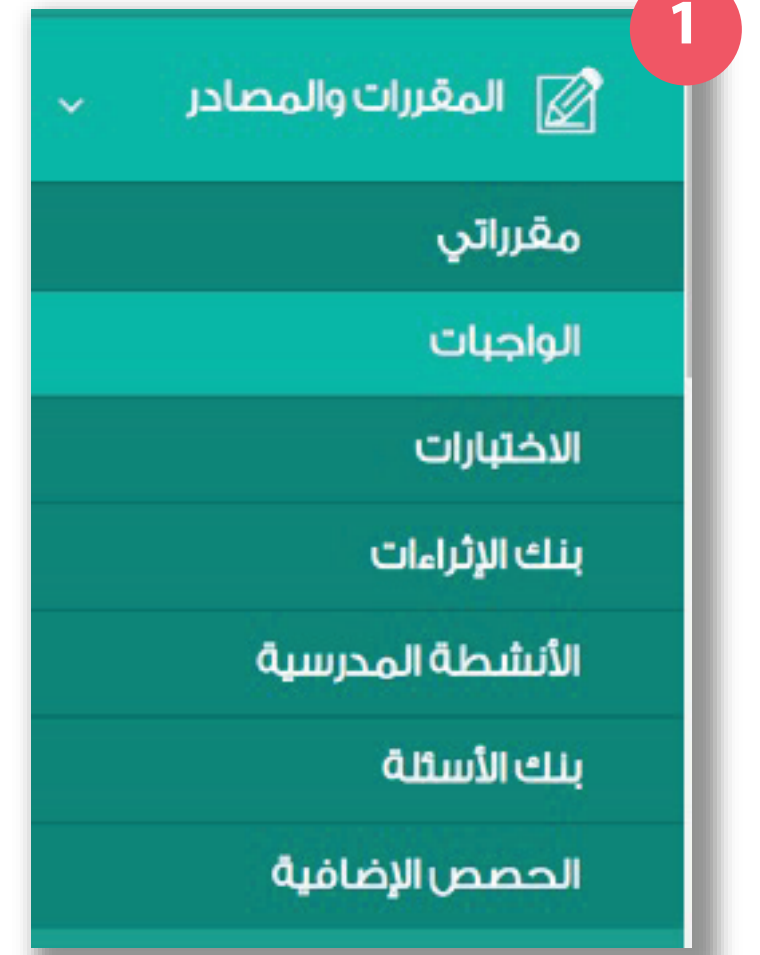 1
المقررات والمصادر
مقرراتي
الواجبات
الاختبارات
بنك الإثراءات
الأنشطة المدرسية
بنك الأسئلة
الحصص الإضافية